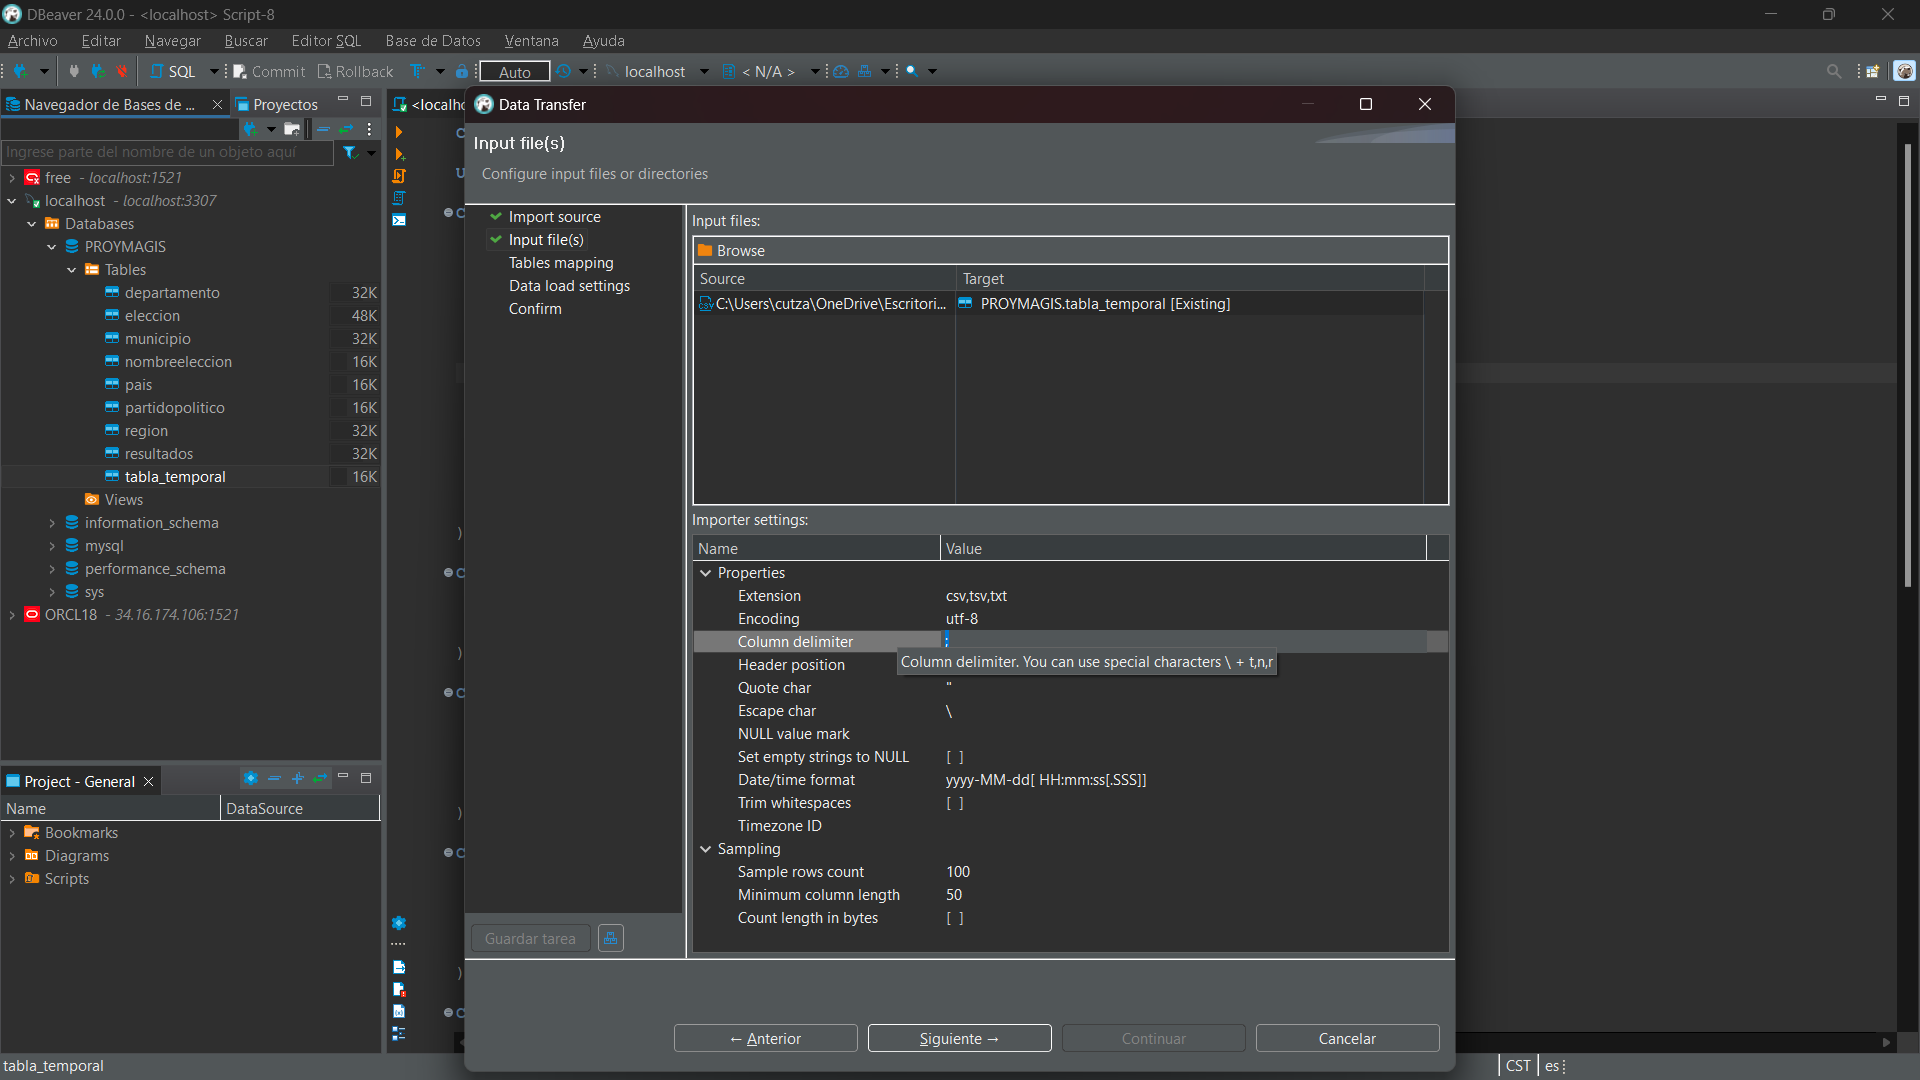 DBeaver 24.0.0 - <localhost> Script-8
Archivo Editar Navegar Buscar Editor SQL Base de Datos Ventana Ayuda
SQL Commit Rollback Auto localhost < N/A >
Navegador de Bases de ... Proyectos
Ingrese parte del nombre de un objeto aquí
free - localhost:1521
localhost - localhost:3307
Databases
PROYMAGIS
Tables
departamento 32K
eleccion 48K
municipio 32K
nombreeleccion 16K
pais 16K
partidopolitico 16K
region 32K
resultados 32K
tabla_temporal 16K
Views
information_schema
mysql
performance_schema
sys
ORCL18 - 34.16.174.106:1521
Project - General
Name DataSource
Bookmarks
Diagrams
Scripts
<localho
Data Transfer
Input file(s)
Configure input files or directories
Import source
Input file(s)
Tables mapping
Data load settings
Confirm
Input files:
Browse
Source Target
C:\Users\cutza\OneDrive\Escritori... PROYMAGIS.tabla_temporal [Existing]
Importer settings:
Name Value
Properties
Extension csv,tsv,txt
Encoding utf-8
Column delimiter ;
Header position
Column delimiter. You can use special characters \ + t,n,r
Quote char "
Escape char \
NULL value mark
Set empty strings to NULL [ ]
Date/time format yyyy-MM-dd[ HH:mm:ss[.SSS]]
Trim whitespaces [ ]
Timezone ID
Sampling
Sample rows count 100
Minimum column length 50
Count length in bytes [ ]
Guardar tarea
← Anterior Siguiente → Continuar Cancelar
tabla_temporal CST es